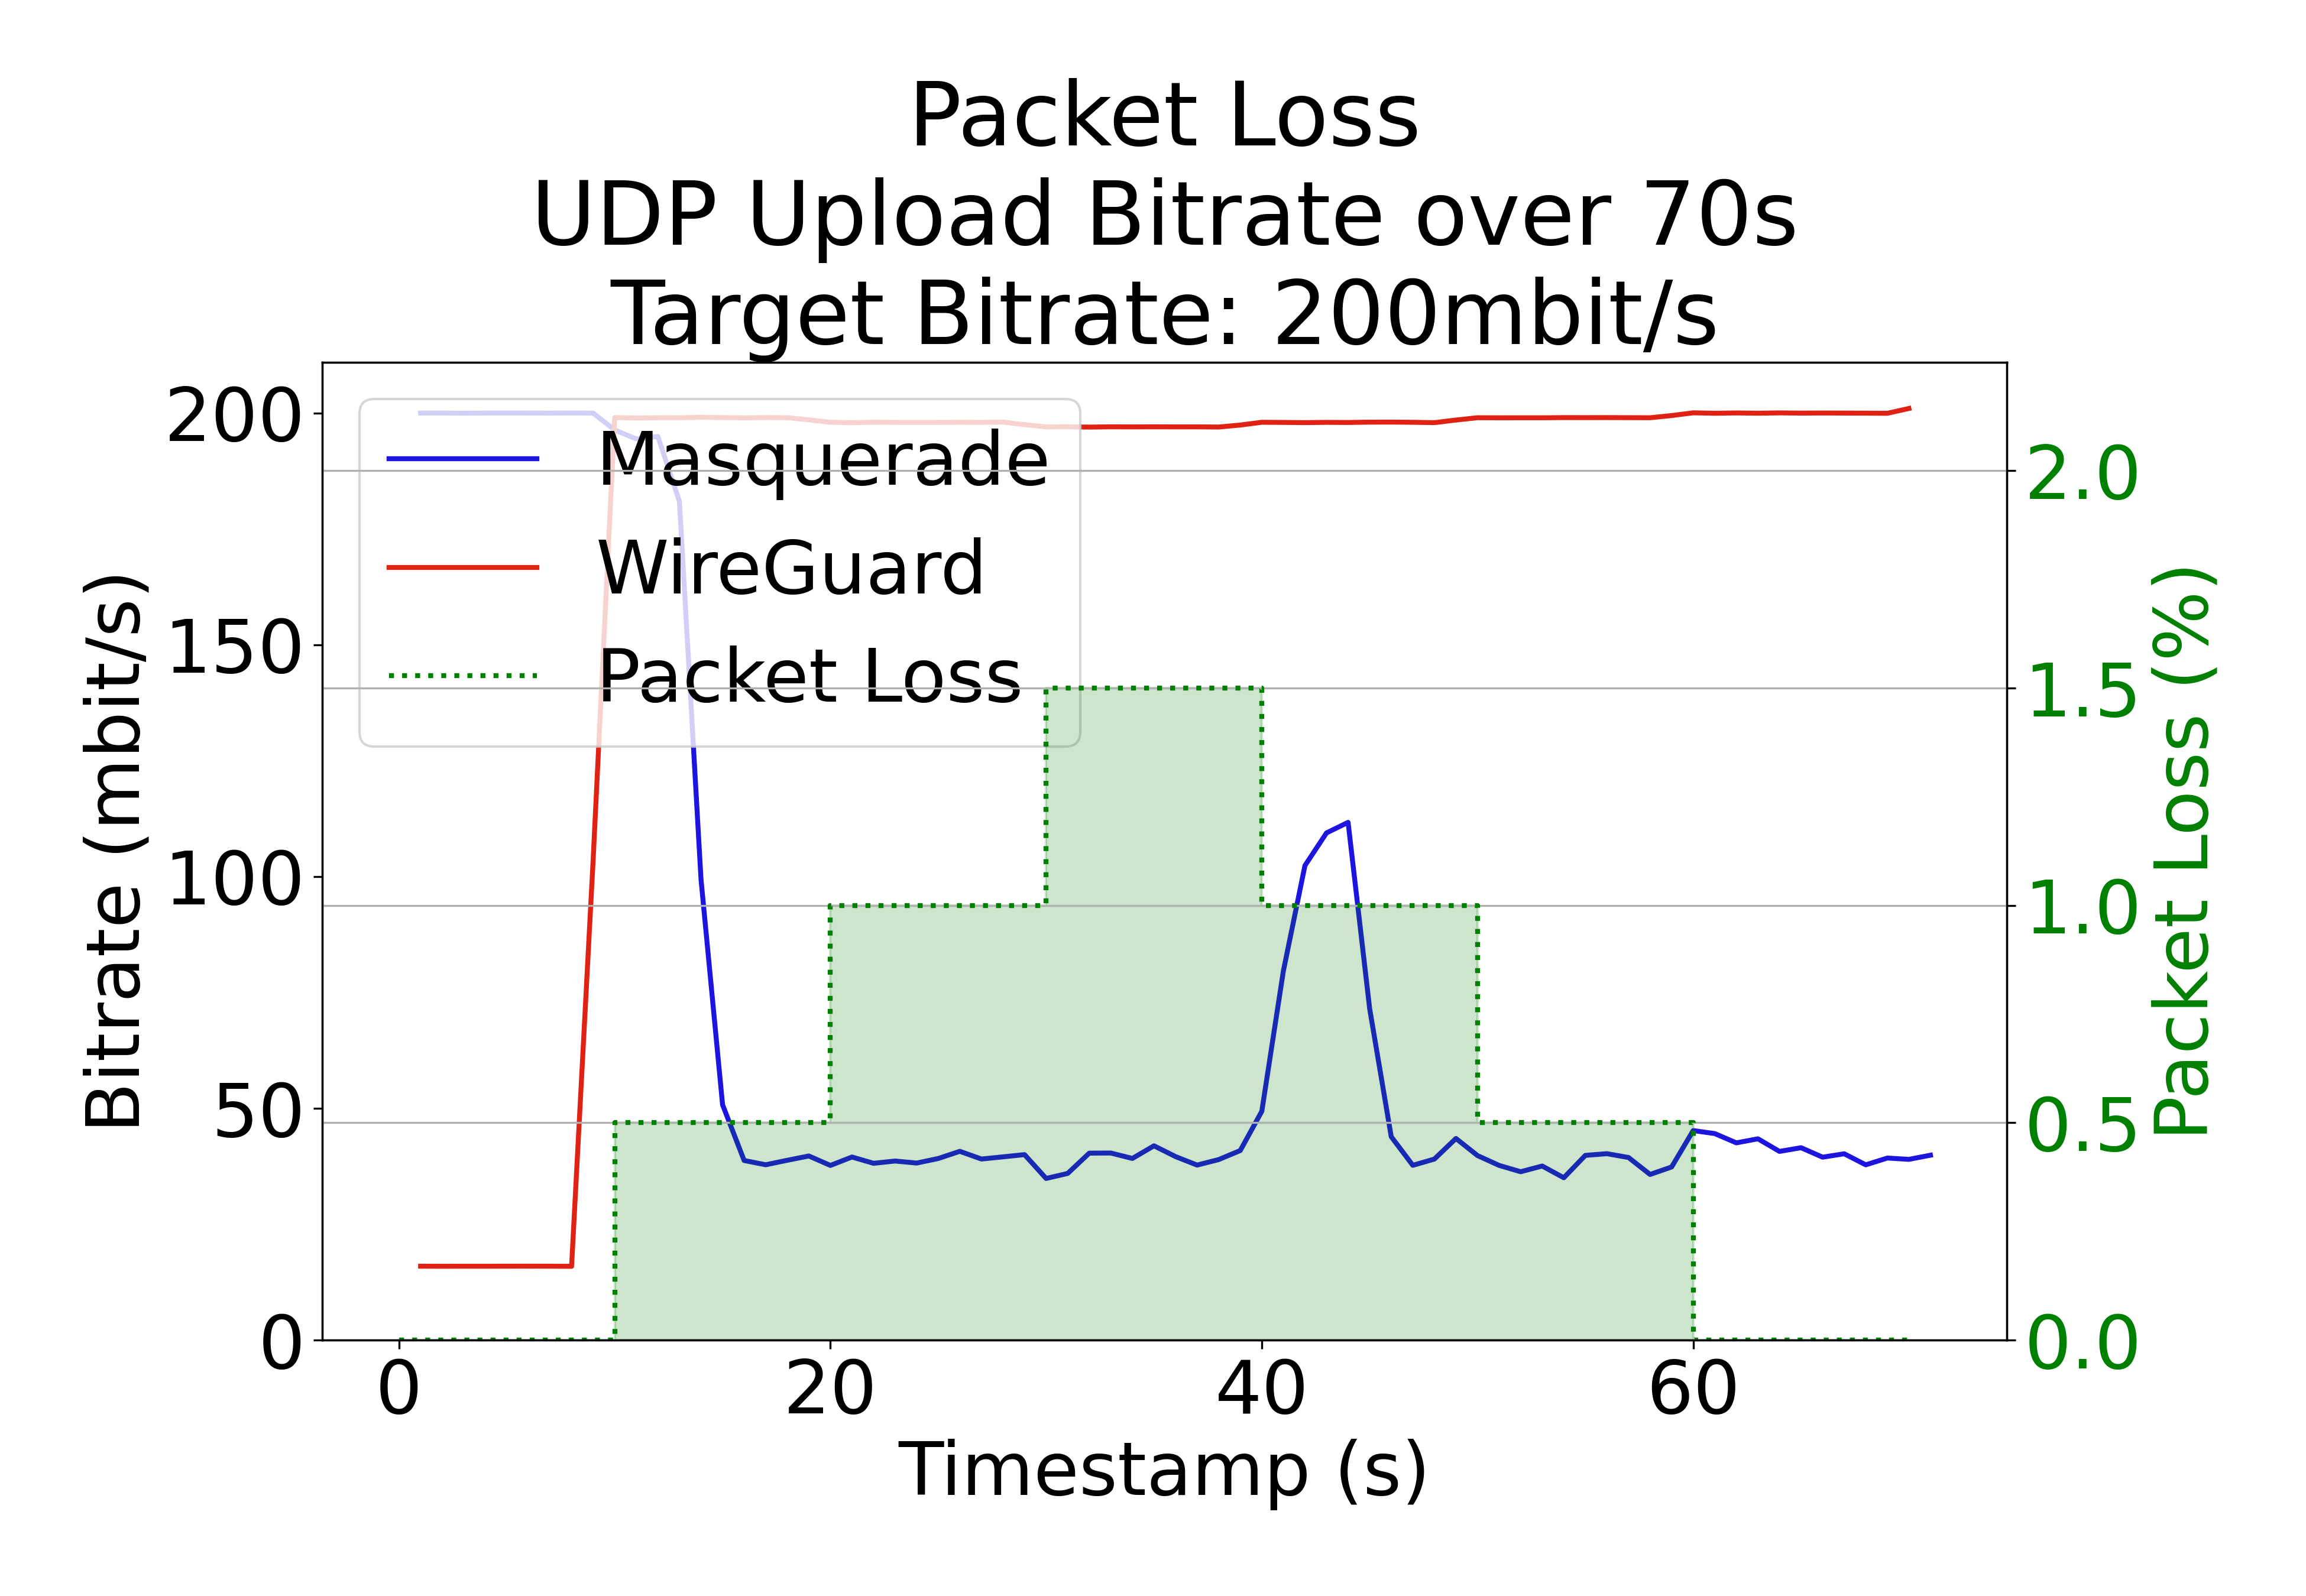 Packet Loss
UDP Upload Bitrate over 70s
Target Bitrate: 200mbit/s
Masquerade
WireGuard
Packet Loss
Bitrate (mbit/s)
200
150
100
50
0
0 20 40 60
Timestamp (s)
2.0
1.5
1.0
0.5
0.0
Packet Loss (%)